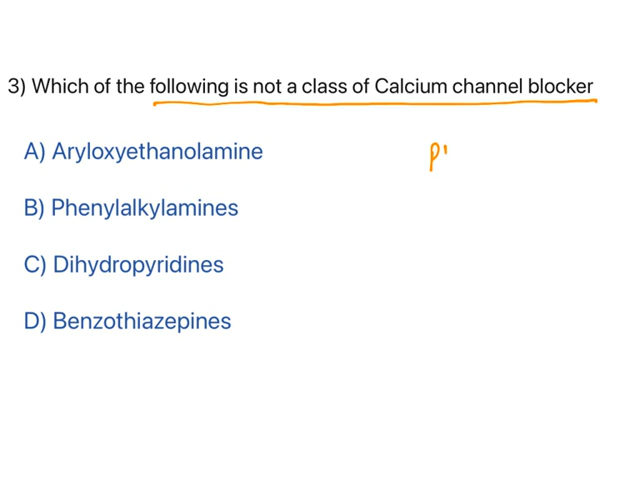 3) Which of the following is not a class of Calcium channel blocker
A) Aryloxyethanolamine
B) Phenylalkylamines
C) Dihydropyridines
D) Benzothiazepines